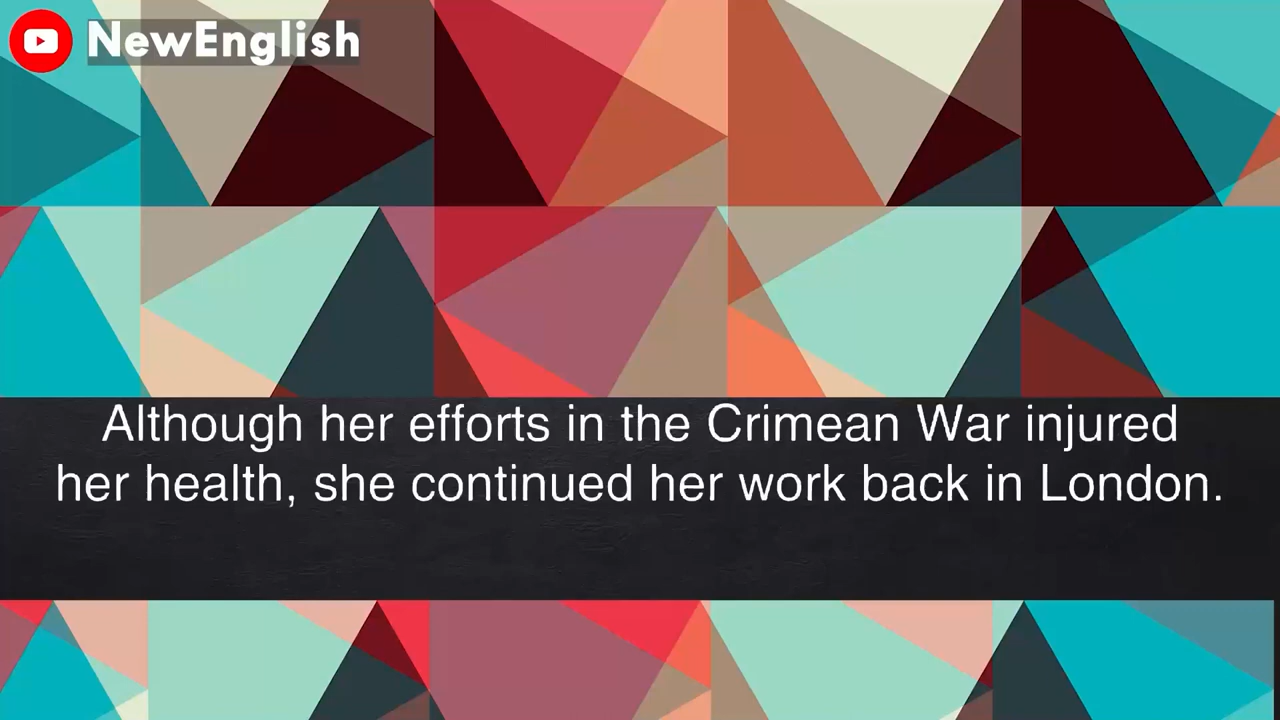 NewEnglish
Although her efforts in the Crimean War injured
her health, she continued her work back in London.